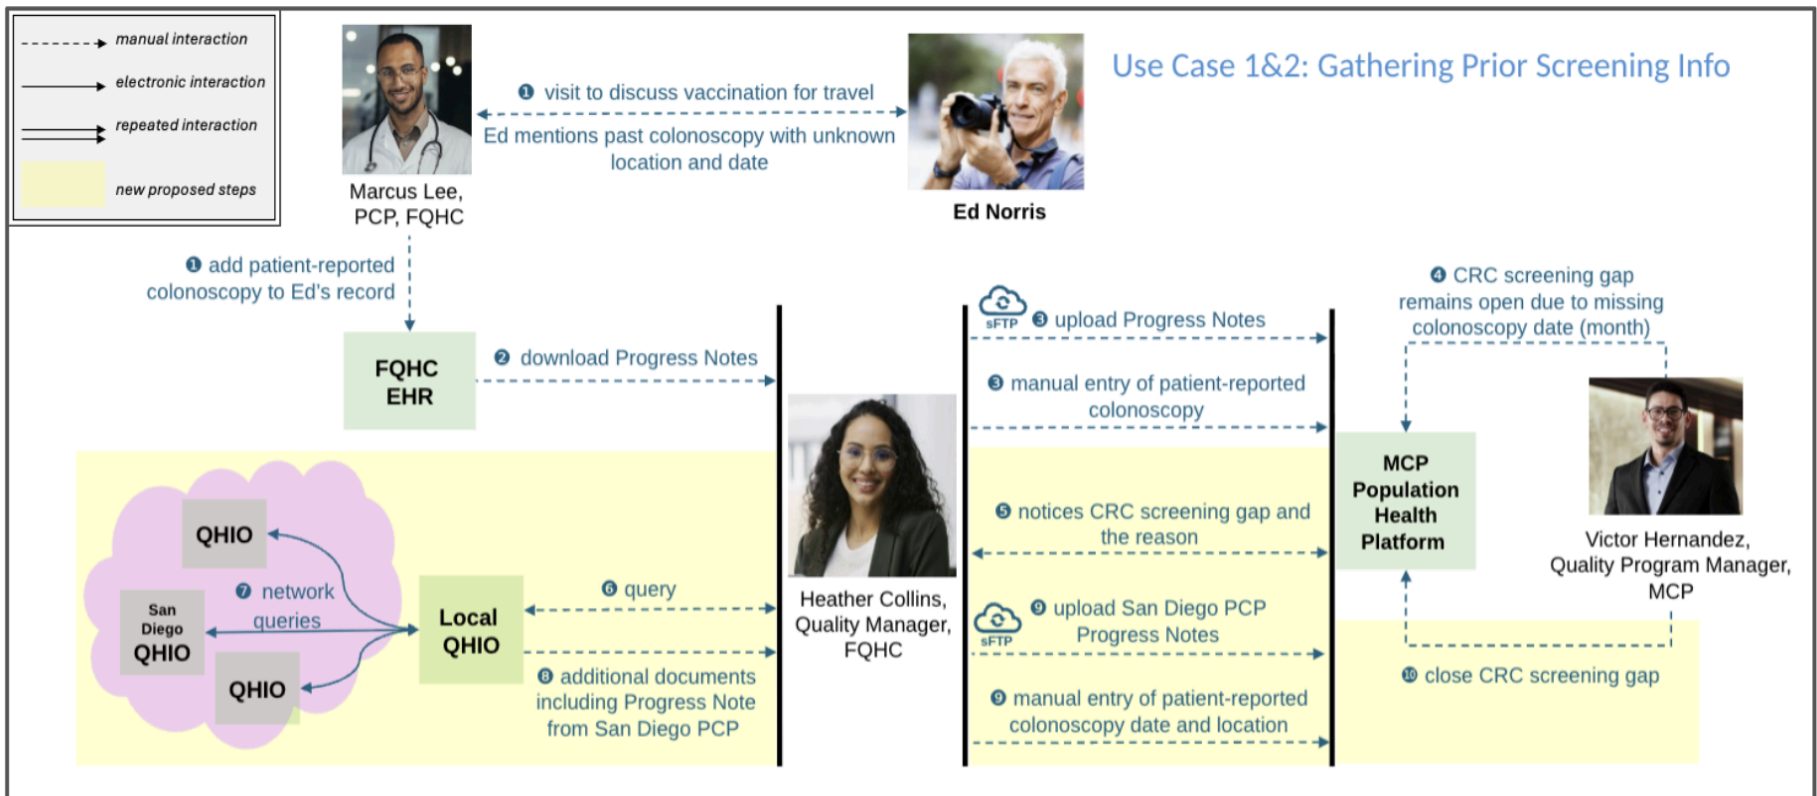 manual interaction
electronic interaction
repeated interaction
new proposed steps
Use Case 1&2: Gathering Prior Screening Info
❶ visit to discuss vaccination for travel
Ed mentions past colonoscopy with unknown
location and date
Marcus Lee,
PCP, FQHC
Ed Norris
❶ add patient-reported
colonoscopy to Ed's record
FQHC
EHR
❷ download Progress Notes
sFTP
❸ upload Progress Notes
❸ manual entry of patient-reported
colonoscopy
❹ CRC screening gap
remains open due to missing
colonoscopy date (month)
MCP
Population
Health
Platform
Victor Hernandez,
Quality Program Manager,
MCP
❺ notices CRC screening gap and
the reason
Heather Collins,
Quality Manager,
FQHC
QHIO
San
Diego
QHIO
QHIO
❼ network
queries
Local
QHIO
❻ query
❽ additional documents
including Progress Note
from San Diego PCP
sFTP
❾ upload San Diego PCP
Progress Notes
❾ manual entry of patient-reported
colonoscopy date and location
❿ close CRC screening gap